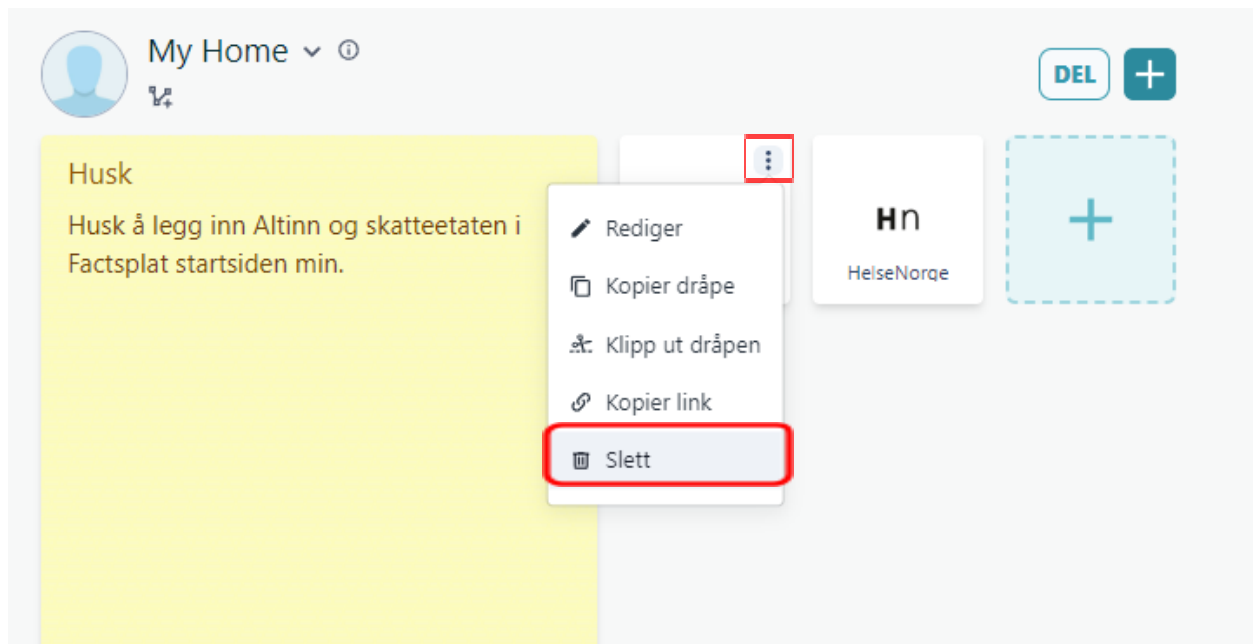 My Home
DEL
Husk
Husk å legg inn Altinn og skatteetaten i
Factsplat startsiden min.
Rediger
Kopier dråpe
Klipp ut dråpen
Kopier link
Slett
Hn
HelseNorge